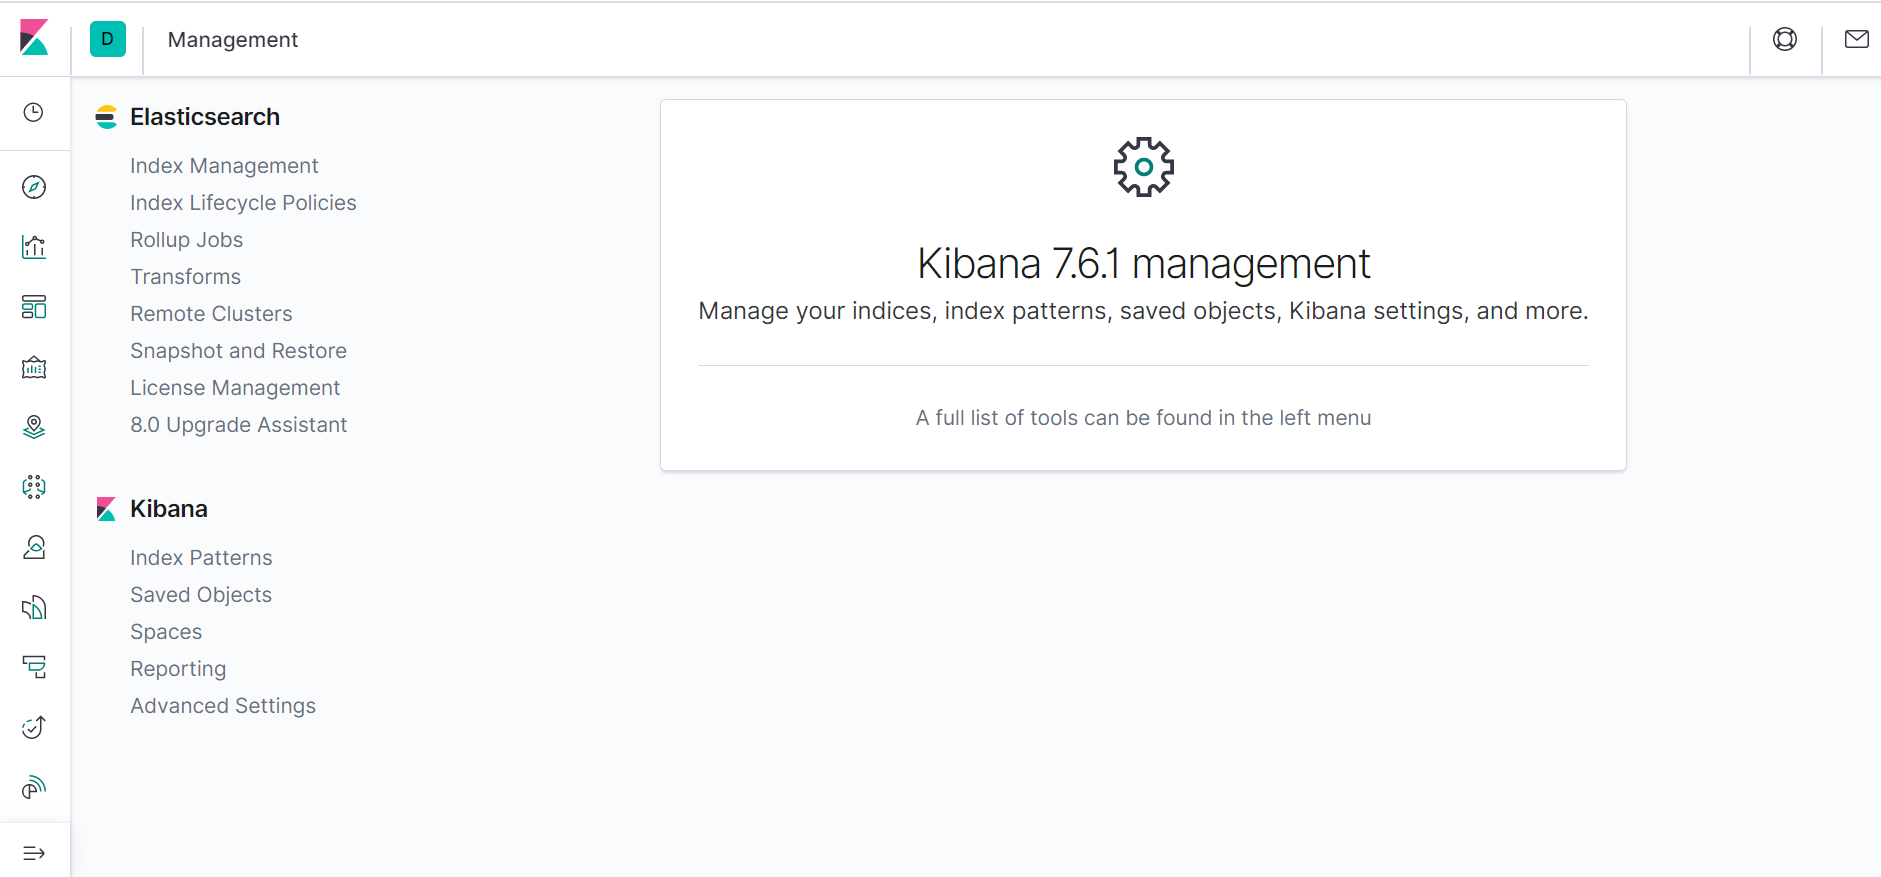 D
Management
Elasticsearch
Index Management
Index Lifecycle Policies
Rollup Jobs
Transforms
Remote Clusters
Snapshot and Restore
License Management
8.0 Upgrade Assistant
Kibana
Index Patterns
Saved Objects
Spaces
Reporting
Advanced Settings
Kibana 7.6.1 management
Manage your indices, index patterns, saved objects, Kibana settings, and more.
A full list of tools can be found in the left menu